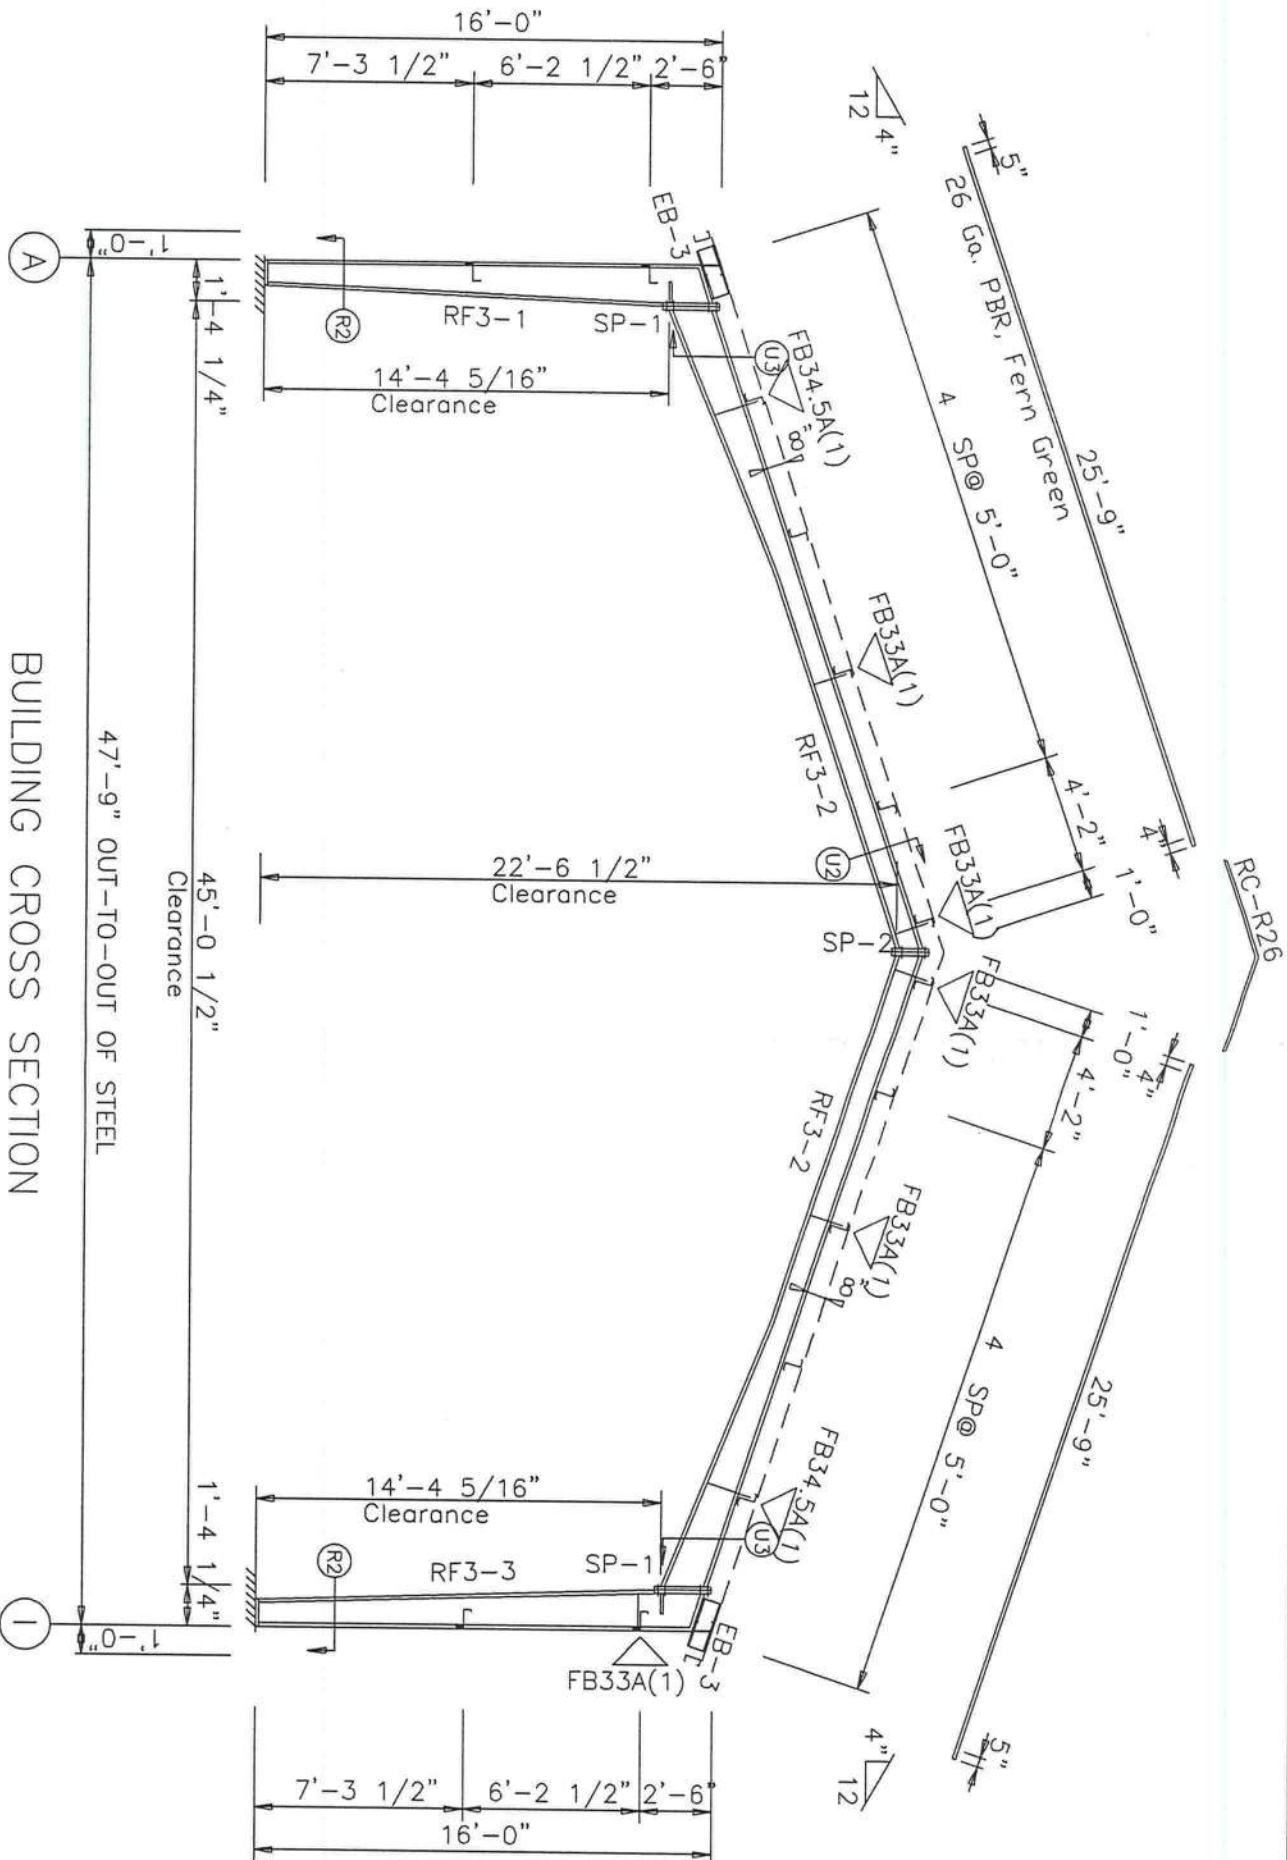 RC-R26
4"
4"
25'-9"
25'-9"
26 Ga. PBR, Fern Green
5"
5"
1'-0"
1'-0"
4'-2"
4'-2"
4 SP@ 5'-0"
4 SP@ 5'-0"
12
4"
4"
12
FB33A(1)
FB33A(1)
FB33A(1)
FB33A(1)
8"
8"
FB34.5A(1)
FB34.5A(1)
U2
U3
U3
SP-2
RF3-2
RF3-2
EB-3
EB-3
16'-0"
2'-6"
6'-2 1/2"
7'-3 1/2"
SP-1
RF3-1
R2
14'-4 5/16"
Clearance
22'-6 1/2"
Clearance
14'-4 5/16"
Clearance
SP-1
RF3-3
R2
FB33A(1)
2'-6"
6'-2 1/2"
7'-3 1/2"
16'-0"
1'-4 1/4"
45'-0 1/2"
Clearance
1'-4 1/4"
1'-0"
47'-9" OUT-TO-OUT OF STEEL
1'-0"
A
I
BUILDING CROSS SECTION